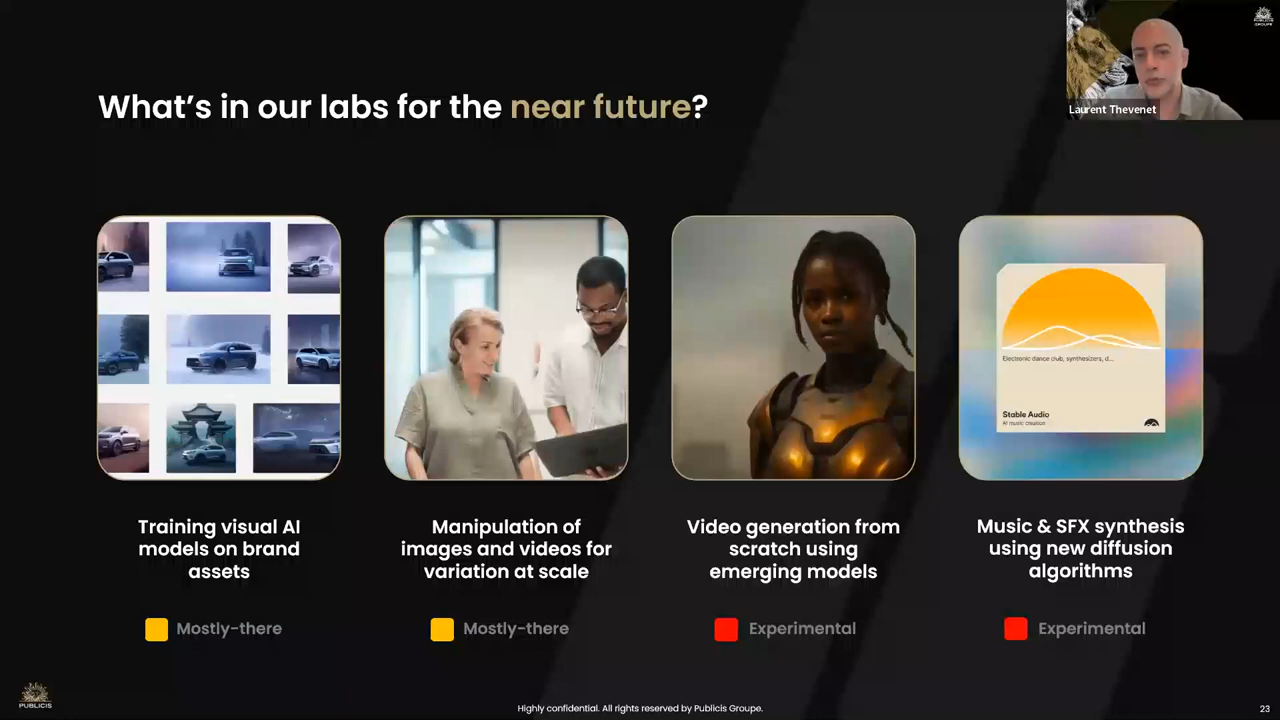 PUBLICIS
GROUPE
Laurent Thevenet
What’s in our labs for the near future?
Electronic dance club, synthesizers, d...
Stable Audio
AI music creation
Training visual AI
models on brand
assets
Manipulation of
images and videos for
variation at scale
Video generation from
scratch using
emerging models
Music & SFX synthesis
using new diffusion
algorithms
Mostly-there
Mostly-there
Experimental
Experimental
PUBLICIS
Highly confidential. All rights reserved by Publicis Groupe.
23